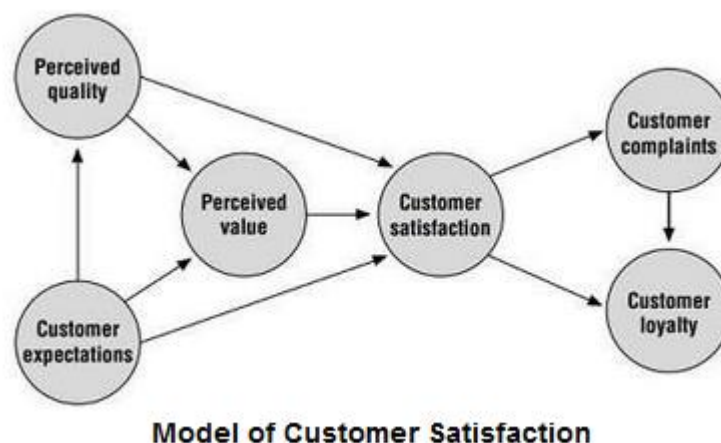 Perceived
quality
Perceived
value
Customer
expectations
Customer
satisfaction
Customer
complaints
Customer
loyalty
Model of Customer Satisfaction